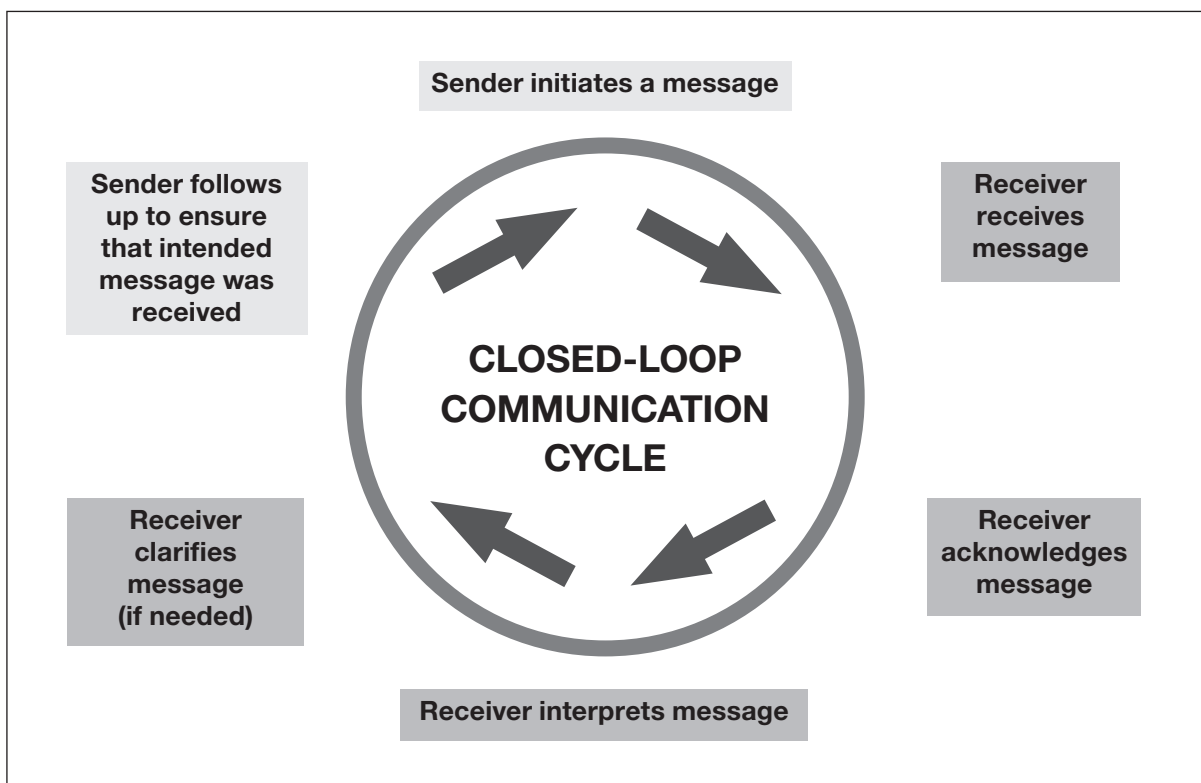 Sender initiates a message
Receiver
receives
message
Receiver
acknowledges
message
Receiver interprets message
Receiver
clarifies
message
(if needed)
Sender follows
up to ensure
that intended
message was
received
CLOSED-LOOP
COMMUNICATION
CYCLE